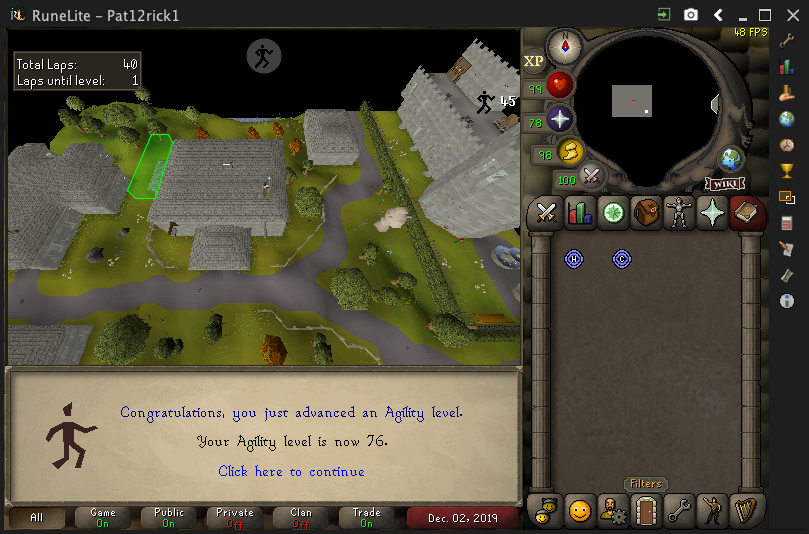 RuneLite - Pat12rick1
48 FPS
Total Laps: 40
Laps until level: 1
45
XP
99
78
98
100
WIKI
H C
Congratulations, you just advanced an Agility level.
Your Agility level is now 76.
Click here to continue
Filters
All
Game
On
Public
On
Private
Off
Clan
Off
Trade
On
Dec. 02, 2019